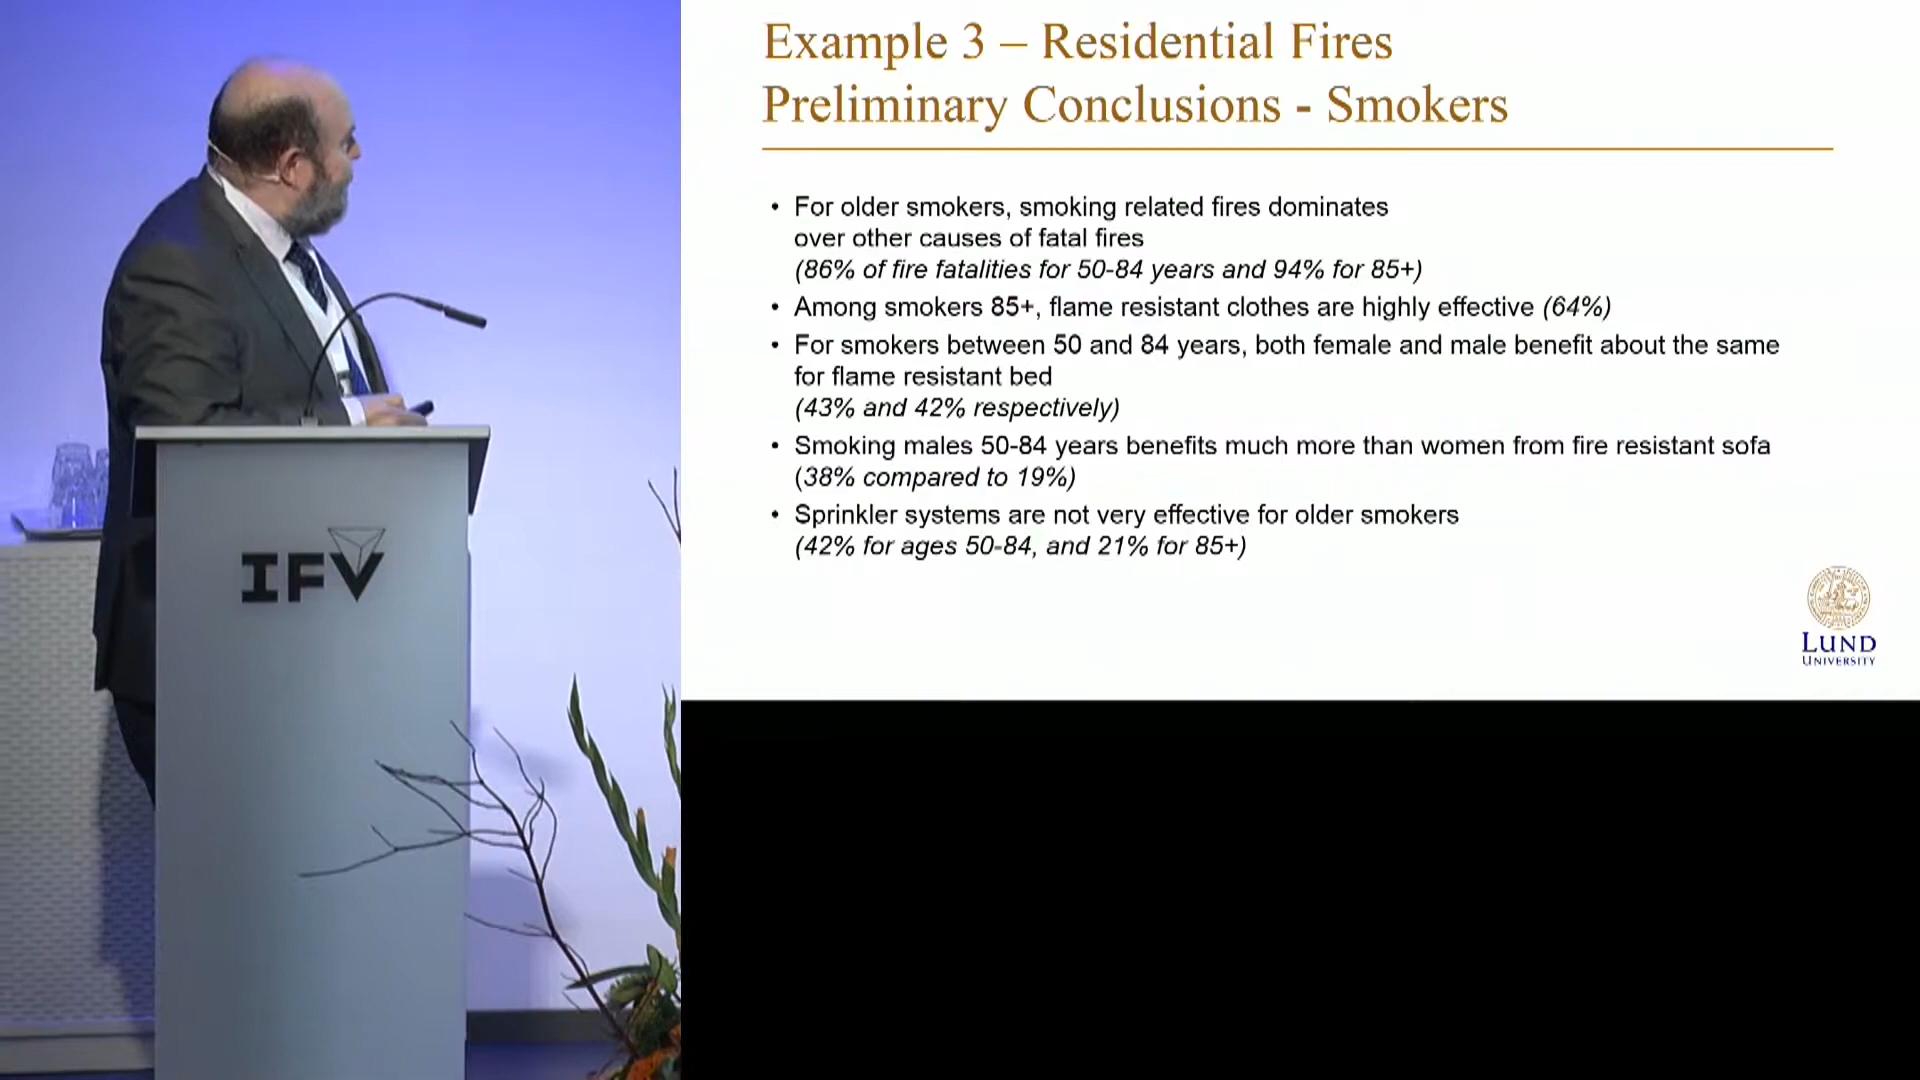 Example 3 – Residential Fires
Preliminary Conclusions - Smokers
• For older smokers, smoking related fires dominates
over other causes of fatal fires
(86% of fire fatalities for 50-84 years and 94% for 85+)
• Among smokers 85+, flame resistant clothes are highly effective (64%)
• For smokers between 50 and 84 years, both female and male benefit about the same
for flame resistant bed
(43% and 42% respectively)
• Smoking males 50-84 years benefits much more than women from fire resistant sofa
(38% compared to 19%)
• Sprinkler systems are not very effective for older smokers
(42% for ages 50-84, and 21% for 85+)
LUND
UNIVERSITY
IFV